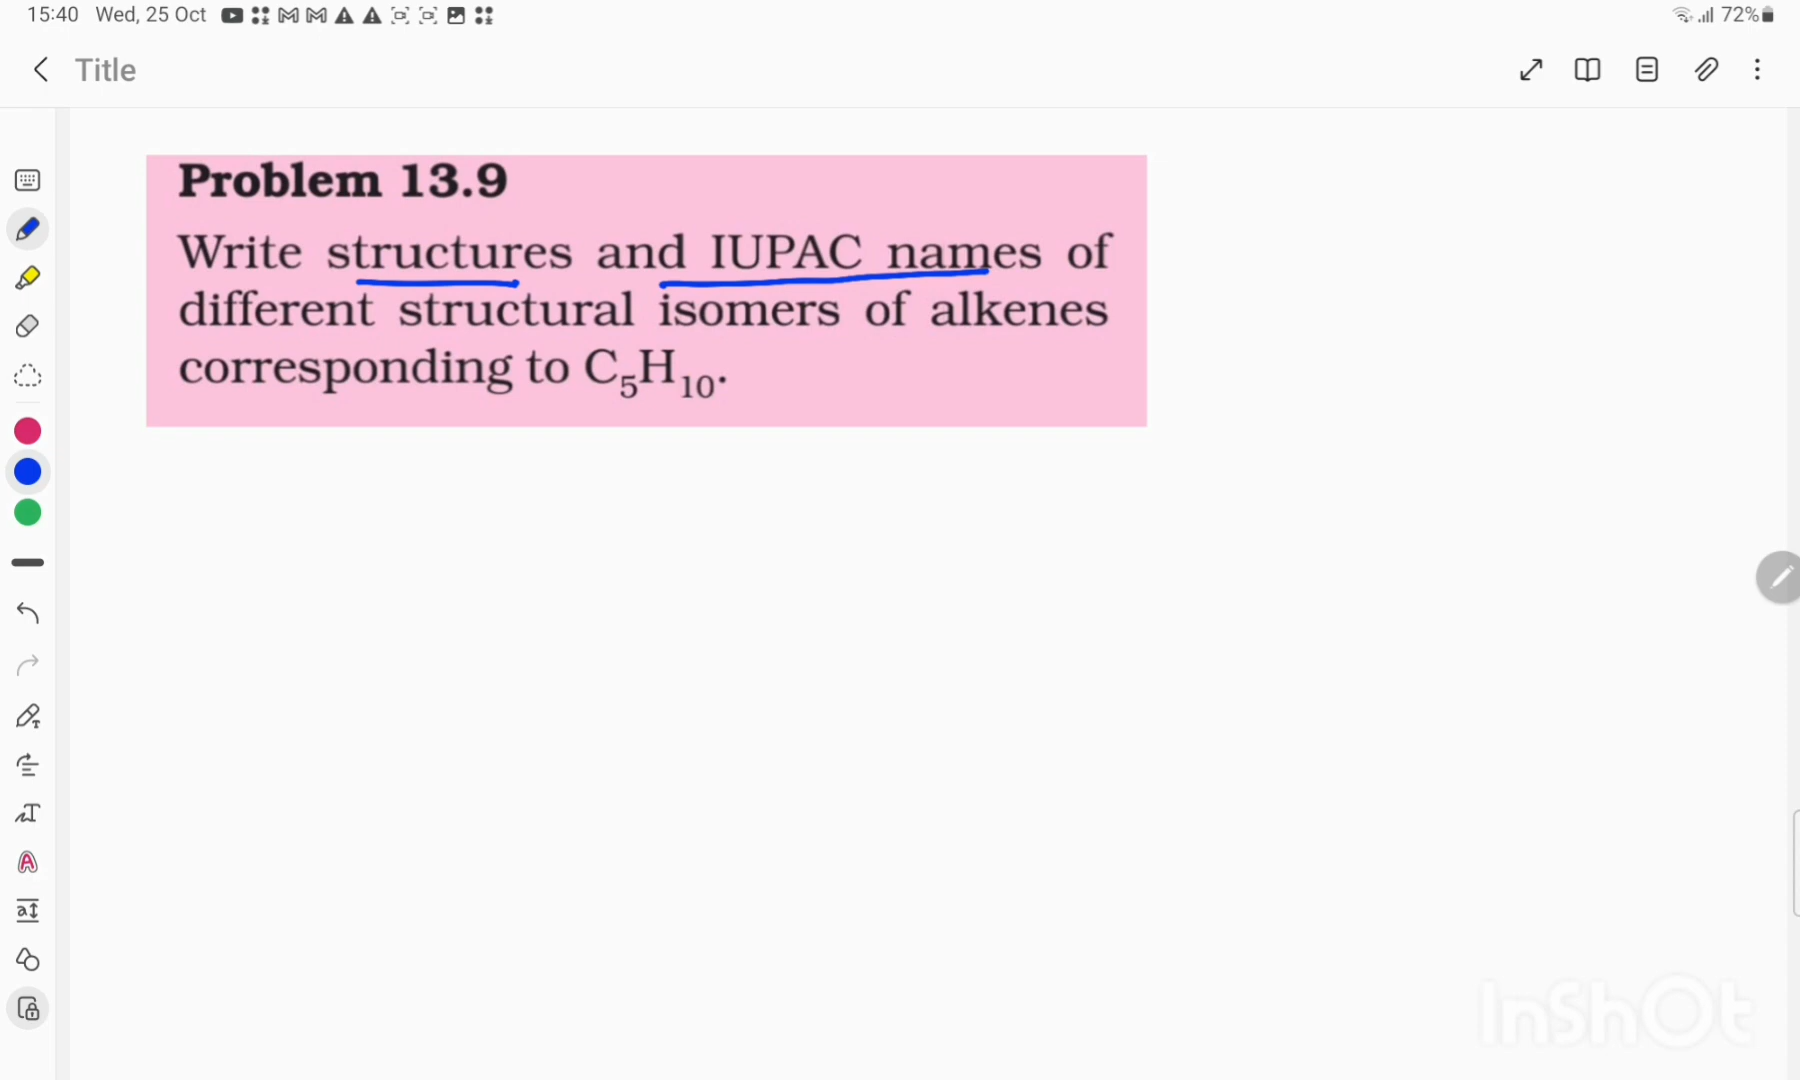 15:40 Wed, 25 Oct
72%
Title
Problem 13.9
Write structures and IUPAC names of
different structural isomers of alkenes
corresponding to C₅H₁₀.
InShOt